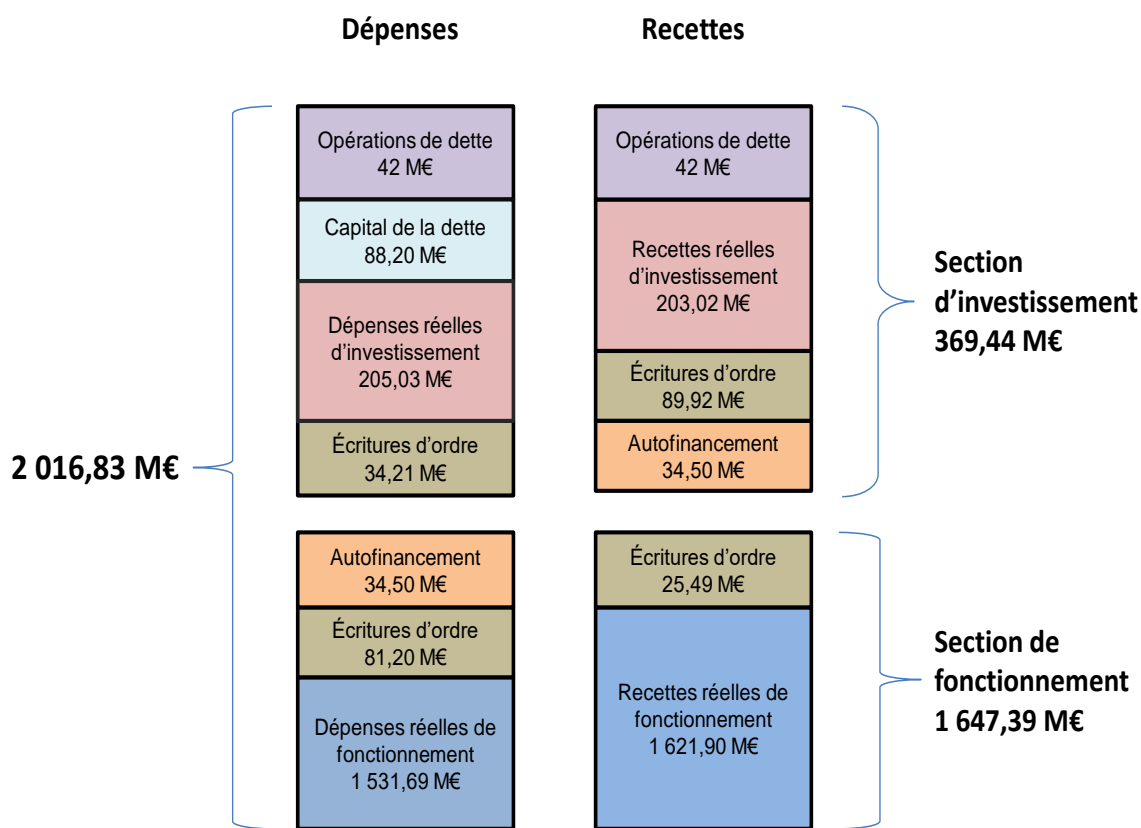 Dépenses
Recettes
Opérations de dette
42 M€
Capital de la dette
88,20 M€
Dépenses réelles
d'investissement
205,03 M€
Écritures d'ordre
34,21 M€
Opérations de dette
42 M€
Recettes réelles
d'investissement
203,02 M€
Écritures d'ordre
89,92 M€
Autofinancement
34,50 M€
Section
d'investissement
369,44 M€
2 016,83 M€
Autofinancement
34,50 M€
Écritures d'ordre
81,20 M€
Dépenses réelles de
fonctionnement
1 531,69 M€
Écritures d'ordre
25,49 M€
Recettes réelles de
fonctionnement
1 621,90 M€
Section de
fonctionnement
1 647,39 M€